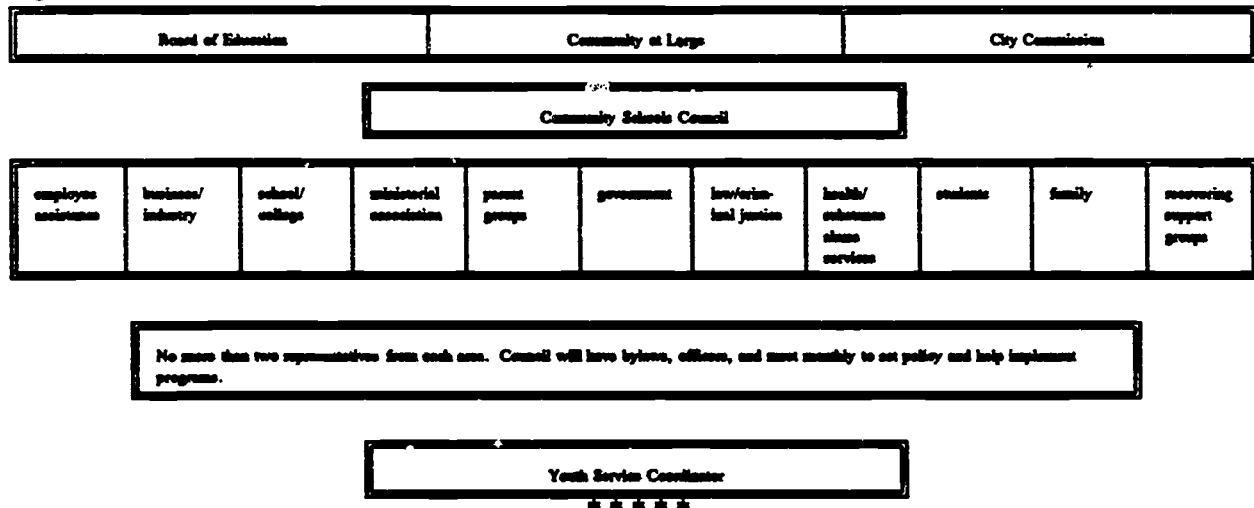 Board of Education
Community at Large
City Commission
Community Schools Council
employee
assistance
business/
industry
school/
college
ministerial
association
parent
groups
government
law/crim-
inal justice
health/
substance
abuse
services
students
family
recovering
support
groups
No more than two representatives from each area. Council will have bylaws, officers, and meet monthly to set policy and help implement
programs.
Youth Service Coordinator
* * * * *